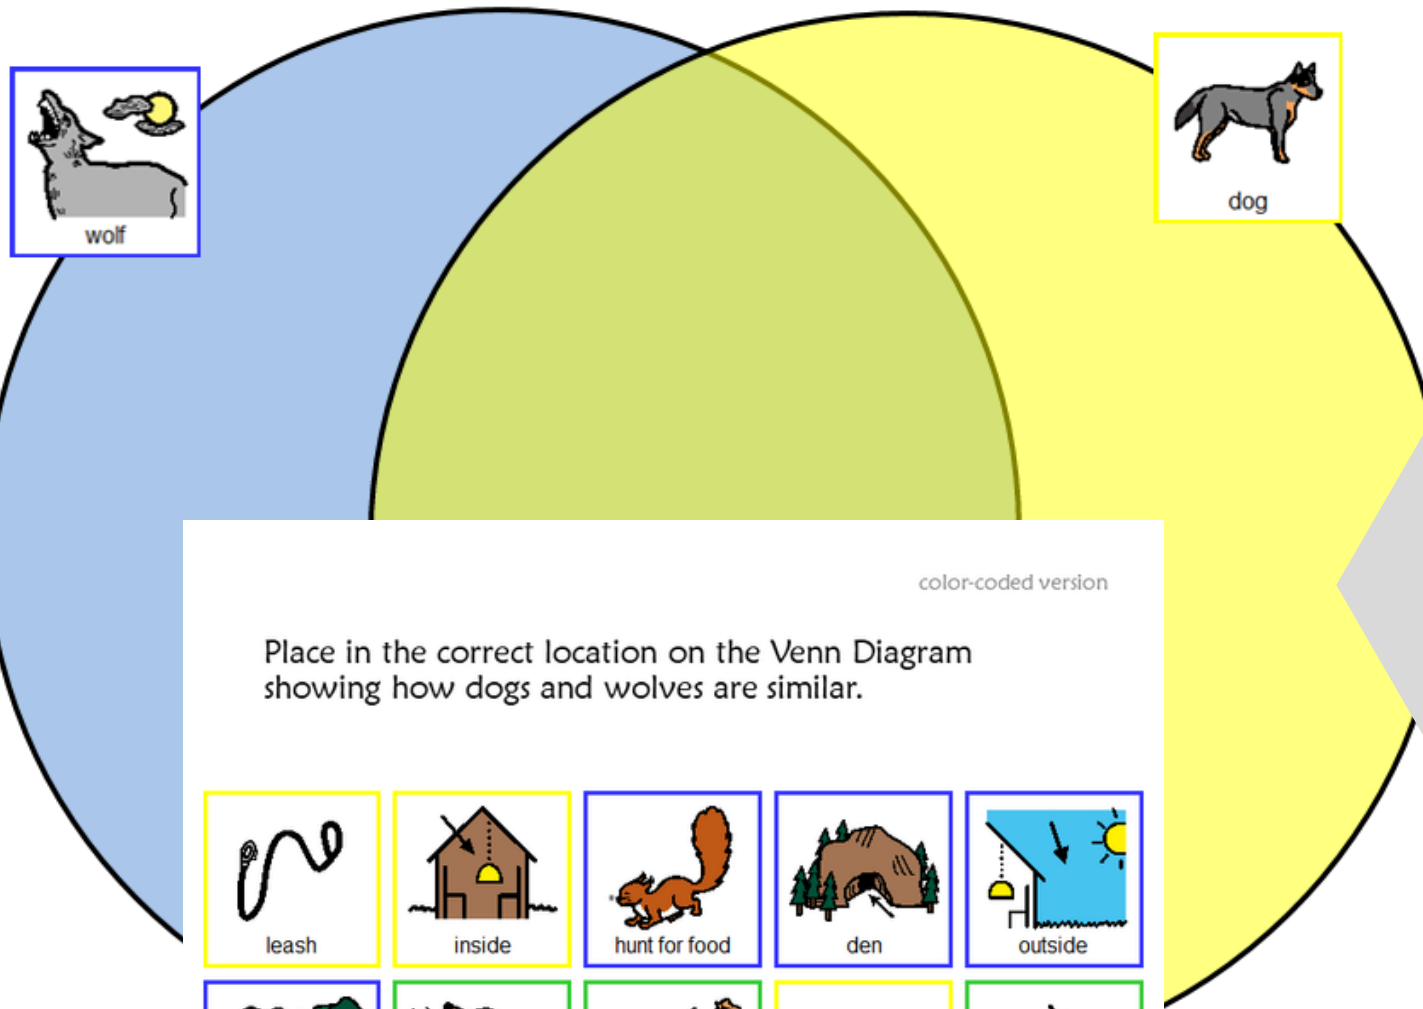 wolf
dog
color-coded version
Place in the correct location on the Venn Diagram
showing how dogs and wolves are similar.
leash
inside
hunt for food
den
outside